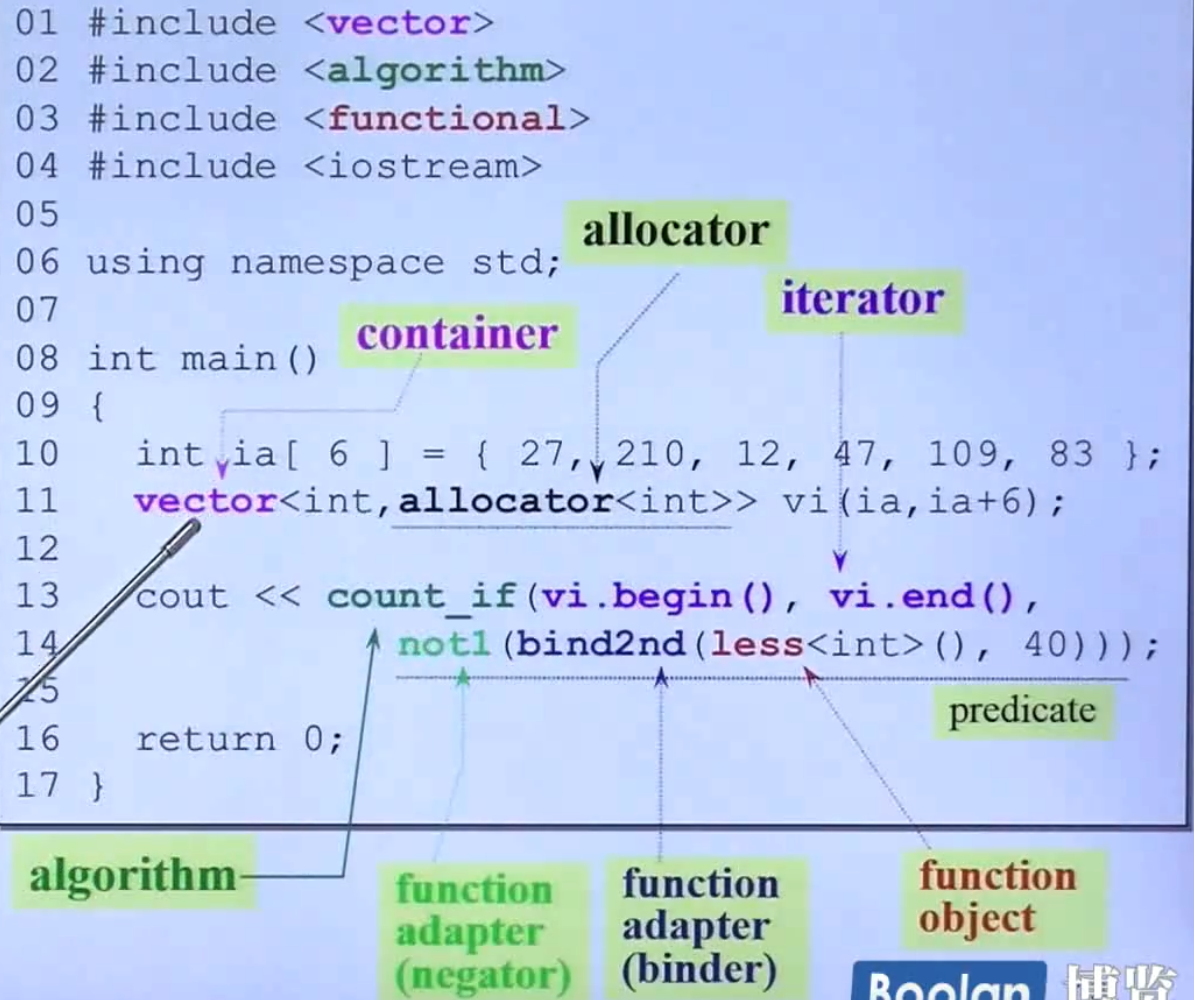 01 #include <vector>
02 #include <algorithm>
03 #include <functional>
04 #include <iostream>
05
allocator
06 using namespace std;
iterator
07
container
08 int main()
09 {
10 int ia[ 6 ] = { 27, 210, 12, 47, 109, 83 };
11 vector<int,allocator<int>> vi(ia,ia+6);
12
13 cout << count_if(vi.begin(), vi.end(),
14 not1(bind2nd(less<int>(), 40)));
15
predicate
16 return 0;
17 }
algorithm
function
adapter
(negator)
function
adapter
(binder)
function
object
Boolan 博览